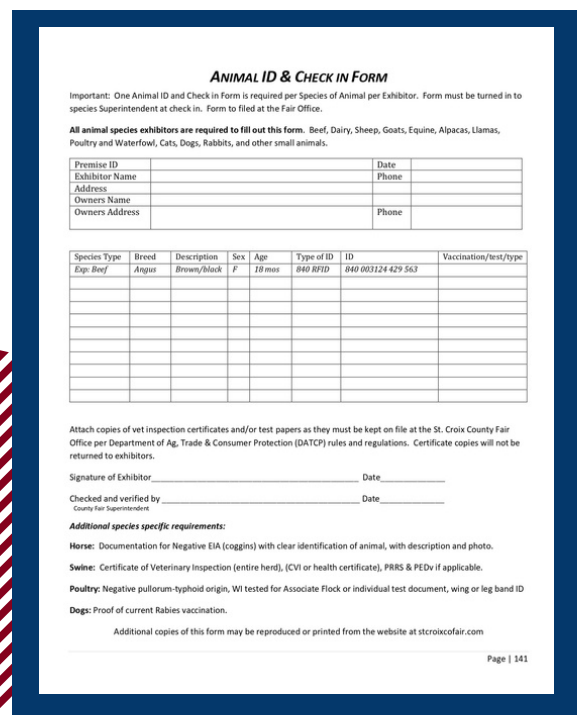 ANIMAL ID & CHECK IN FORM
Important: One Animal ID and Check in Form is required per Species of Animal per Exhibitor. Form must be turned in to
species Superintendent at check in. Form to filed at the Fair Office.
All animal species exhibitors are required to fill out this form. Beef, Dairy, Sheep, Goats, Equine, Alpacas, Llamas,
Poultry and Waterfowl, Cats, Dogs, Rabbits, and other small animals.
Premise ID Date
Exhibitor Name Phone
Address
Owners Name
Owners Address Phone
Species Type Breed Description Sex Age Type of ID ID Vaccination/test/type
Exp: Beef Angus Brown/black F 18 mos 840 RFID 840 003124 429 563
Attach copies of vet inspection certificates and/or test papers as they must be kept on file at the St. Croix County Fair
Office per Department of Ag, Trade & Consumer Protection (DATCP) rules and regulations. Certificate copies will not be
returned to exhibitors.
Signature of Exhibitor___ Date___
Checked and verified by ___ Date___
County Fair Superintendent
Additional species specific requirements:
Horse: Documentation for Negative EIA (coggins) with clear identification of animal, with description and photo.
Swine: Certificate of Veterinary Inspection (entire herd), (CVI or health certificate), PRRS & PEDv if applicable.
Poultry: Negative pullorum-typhoid origin, WI tested for Associate Flock or individual test document, wing or leg band ID
Dogs: Proof of current Rabies vaccination.
Additional copies of this form may be reproduced or printed from the website at stcroixcofair.com
Page | 141